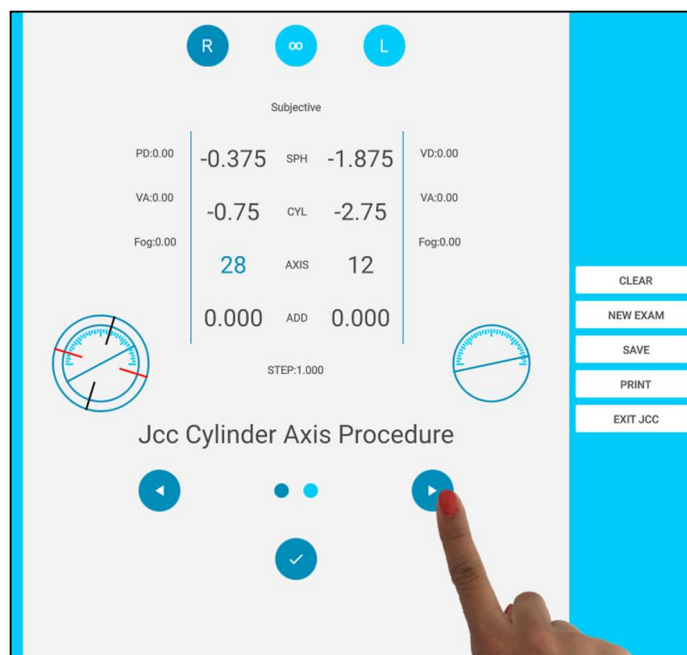 R ∞ L
Subjective
PD:0.00 -0.375 SPH -1.875 VD:0.00
VA:0.00 -0.75 CYL -2.75 VA:0.00
Fog:0.00 28 AXIS 12 Fog:0.00
0.000 ADD 0.000
STEP:1.000
Jcc Cylinder Axis Procedure
CLEAR
NEW EXAM
SAVE
PRINT
EXIT JCC